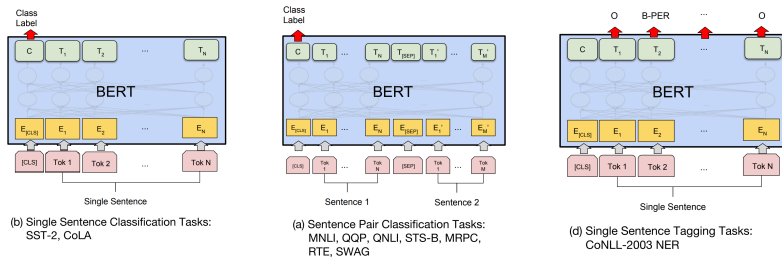 Class
Label
C T1 T2 ... TN
BERT
E[CLS] E1 E2 ... EN
[CLS] Tok 1 Tok 2 ... Tok N
Single Sentence
(b) Single Sentence Classification Tasks:
SST-2, CoLA
Class
Label
C T1 ... TN T[SEP] T1' ... TM'
BERT
E[CLS] E1 ... EN E[SEP] E1' ... EM'
[CLS] Tok 1 ... Tok N [SEP] Tok 1 ... Tok M
Sentence 1 Sentence 2
(a) Sentence Pair Classification Tasks:
MNLI, QQP, QNLI, STS-B, MRPC,
RTE, SWAG
O B-PER ... O
C T1 T2 ... TN
BERT
E[CLS] E1 E2 ... EN
[CLS] Tok 1 Tok 2 ... Tok N
Single Sentence
(d) Single Sentence Tagging Tasks:
CoNLL-2003 NER